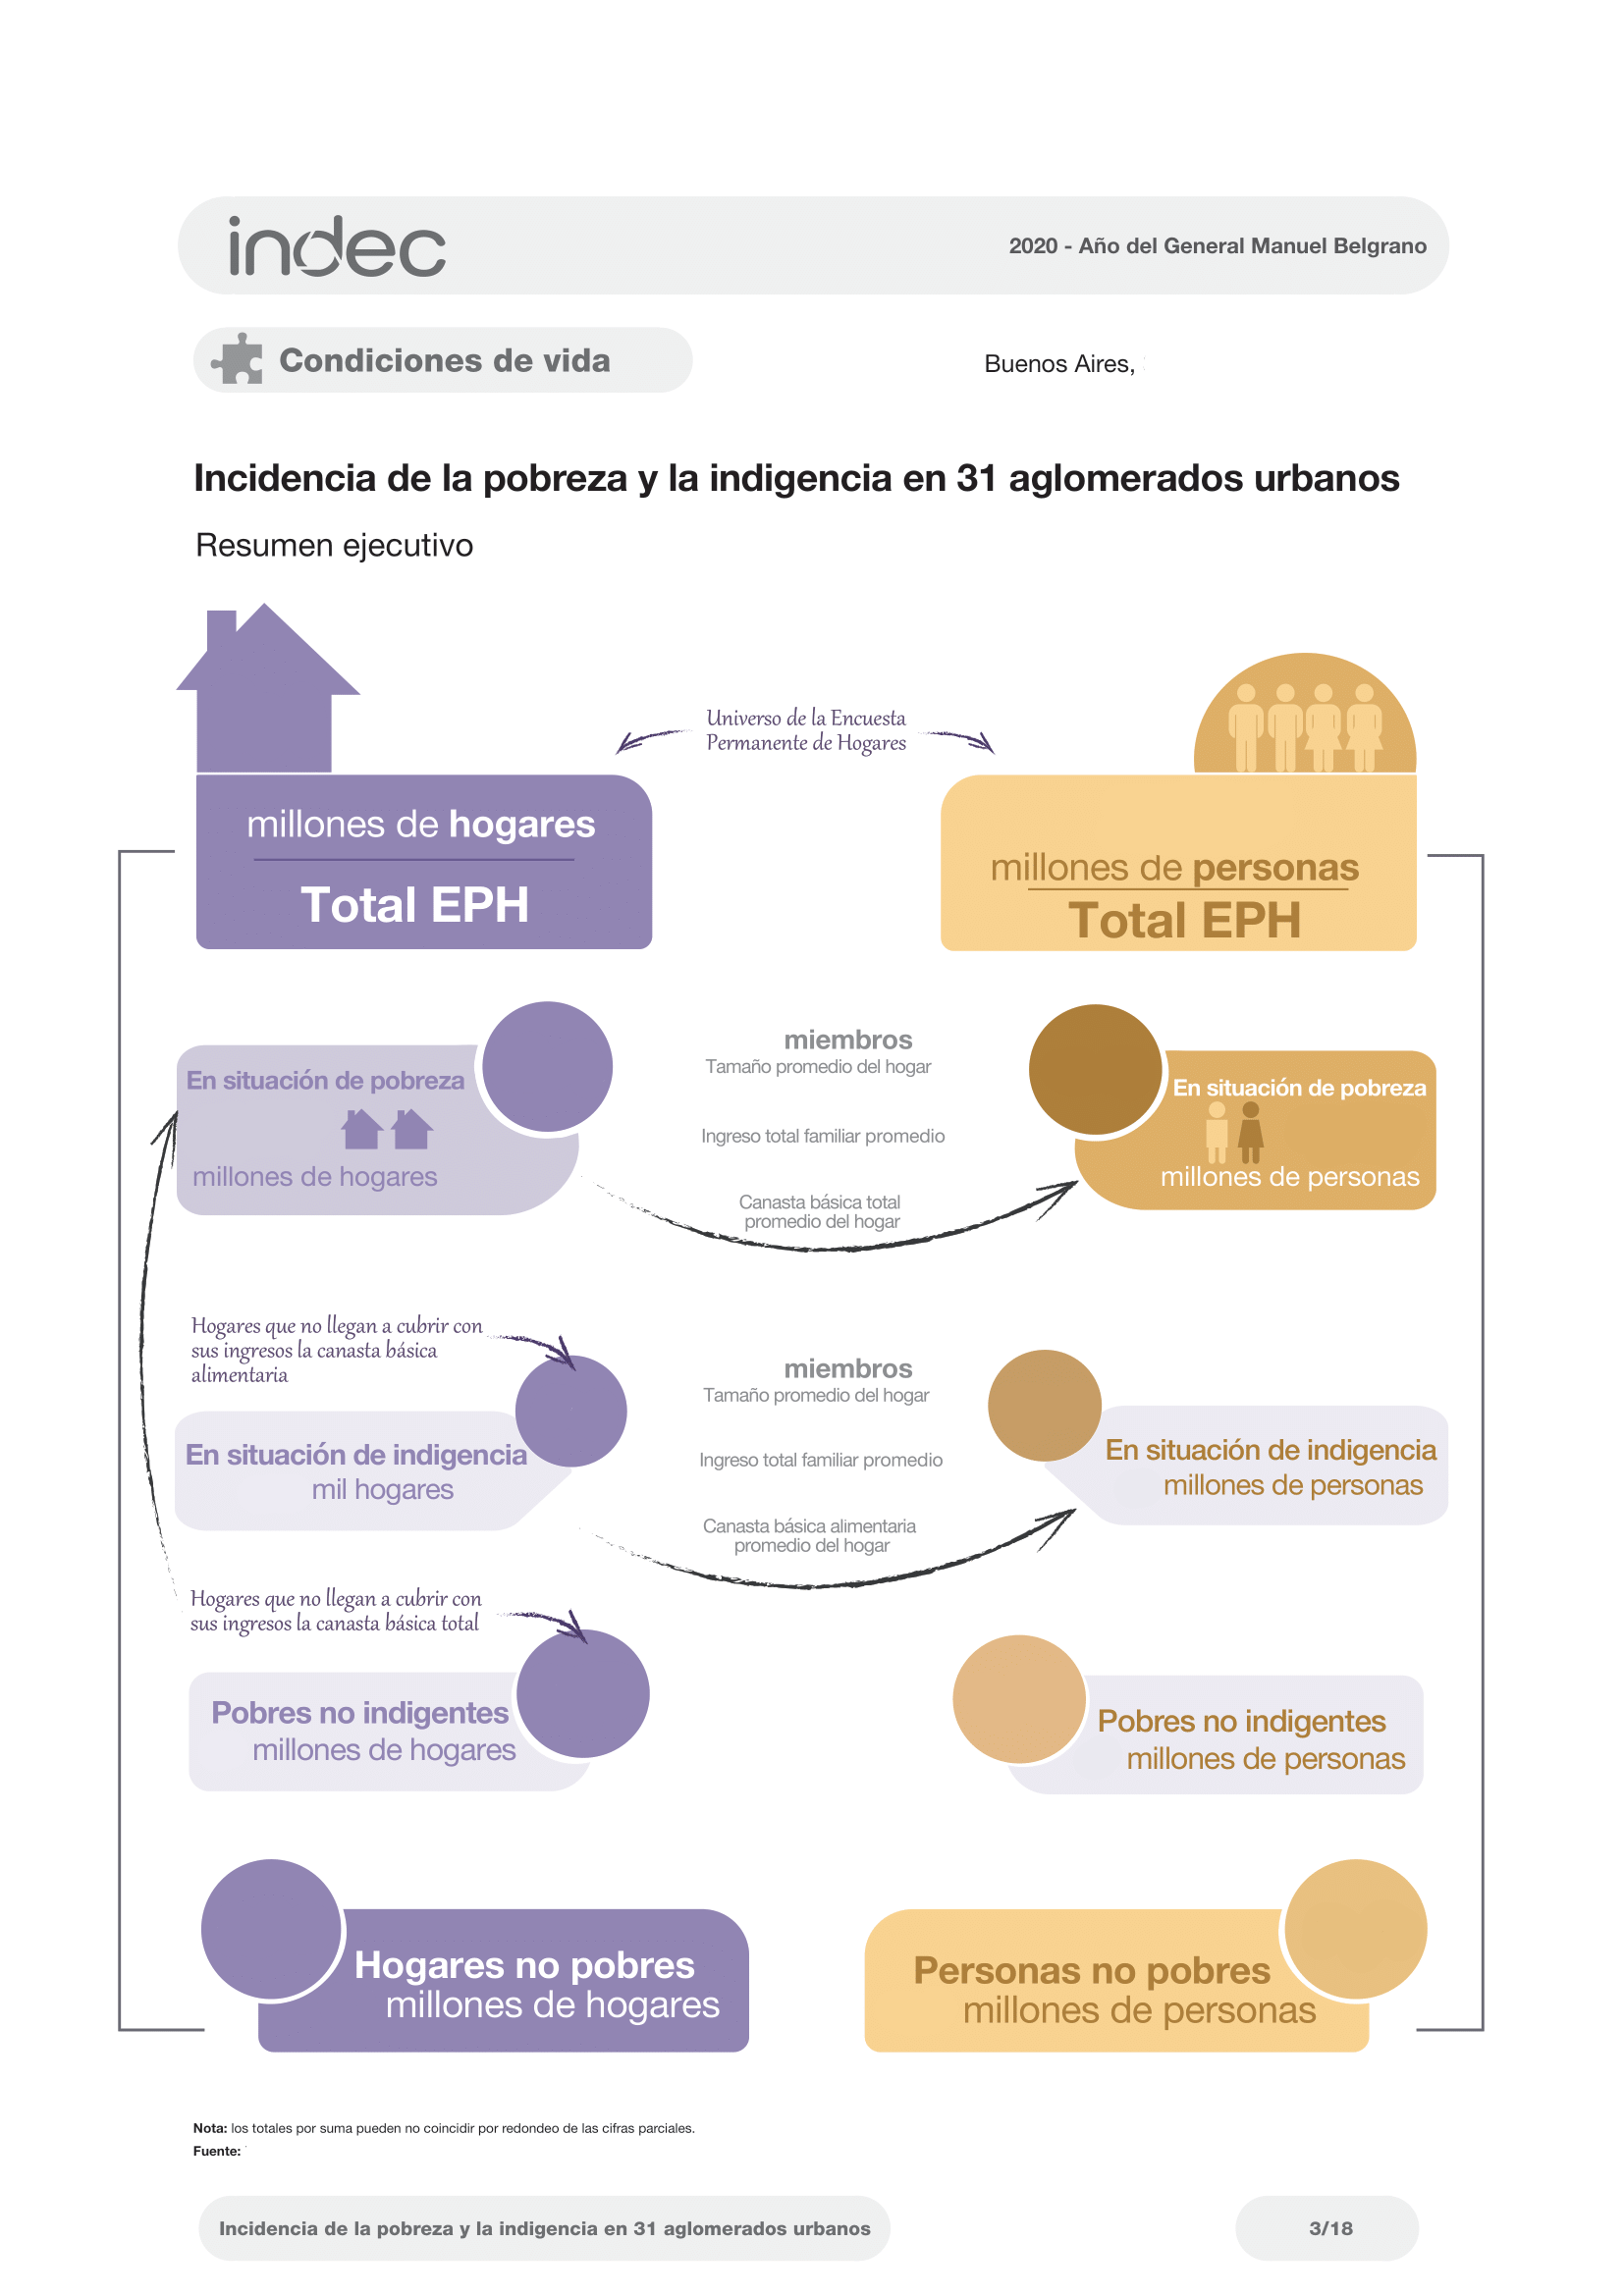 indec
2020 - Año del General Manuel Belgrano
Condiciones de vida
Buenos Aires,
Incidencia de la pobreza y la indigencia en 31 aglomerados urbanos
Resumen ejecutivo
Universo de la Encuesta
Permanente de Hogares
millones de hogares
Total EPH
millones de personas
Total EPH
En situación de pobreza
millones de hogares
miembros
Tamaño promedio del hogar
Ingreso total familiar promedio
Canasta básica total
promedio del hogar
En situación de pobreza
millones de personas
Hogares que no llegan a cubrir con
sus ingresos la canasta básica
alimentaria
En situación de indigencia
mil hogares
miembros
Tamaño promedio del hogar
Ingreso total familiar promedio
Canasta básica alimentaria
promedio del hogar
En situación de indigencia
millones de personas
Hogares que no llegan a cubrir con
sus ingresos la canasta básica total
Pobres no indigentes
millones de hogares
Pobres no indigentes
millones de personas
Hogares no pobres
millones de hogares
Personas no pobres
millones de personas
Nota: los totales por suma pueden no coincidir por redondeo de las cifras parciales.
Fuente:
Incidencia de la pobreza y la indigencia en 31 aglomerados urbanos
3/18